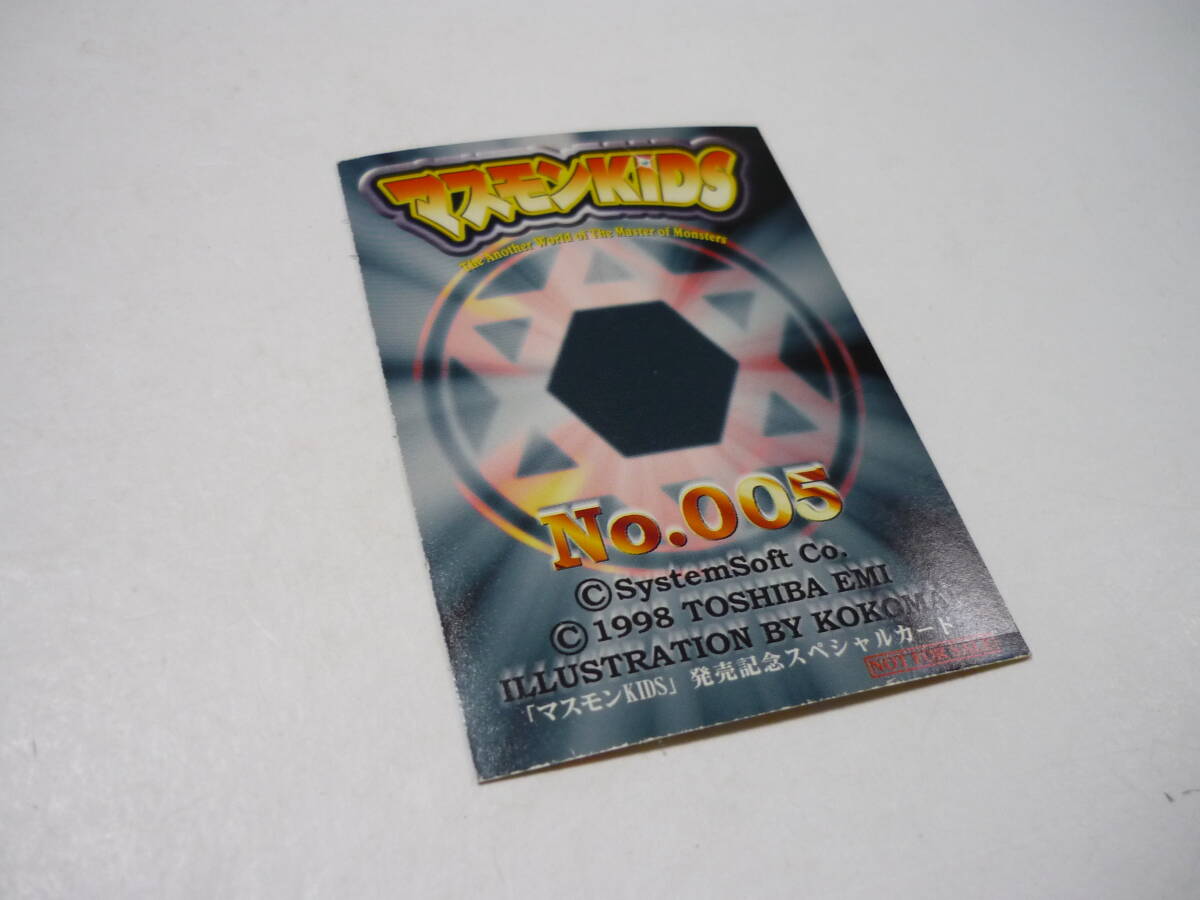 マスモンKiDS
The Another World of The Master of Monsters
No.005
©SystemSoft Co.
©1998 TOSHIBA EMI
ILLUSTRATION BY KOKOMAI
「マスモンKIDS」 発売記念スペシャルカード
NOT FOR SALE